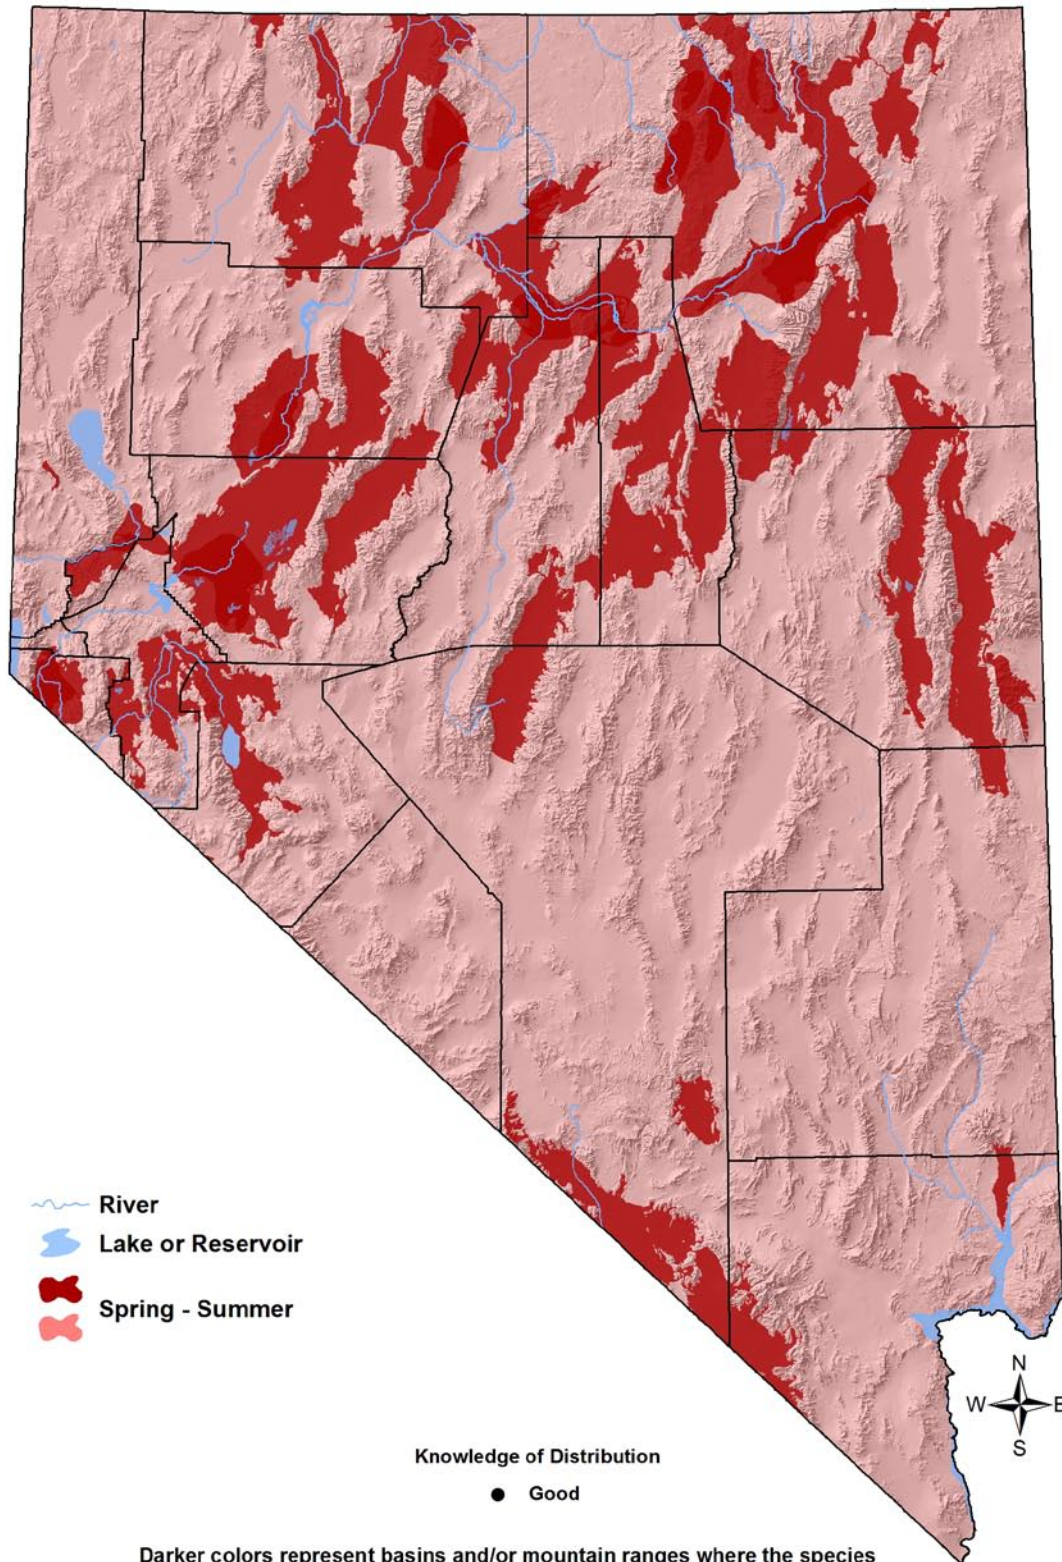 River
Lake or Reservoir
Spring - Summer
N
W E
S
Knowledge of Distribution
Good
Darker colors represent basins and/or mountain ranges where the species